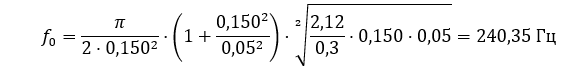 f₀ = π / (2 · 0,150²) · (1 + 0,150² / 0,05²) · ²√(2,12 / 0,3 · 0,150 · 0,05) = 240,35 Гц